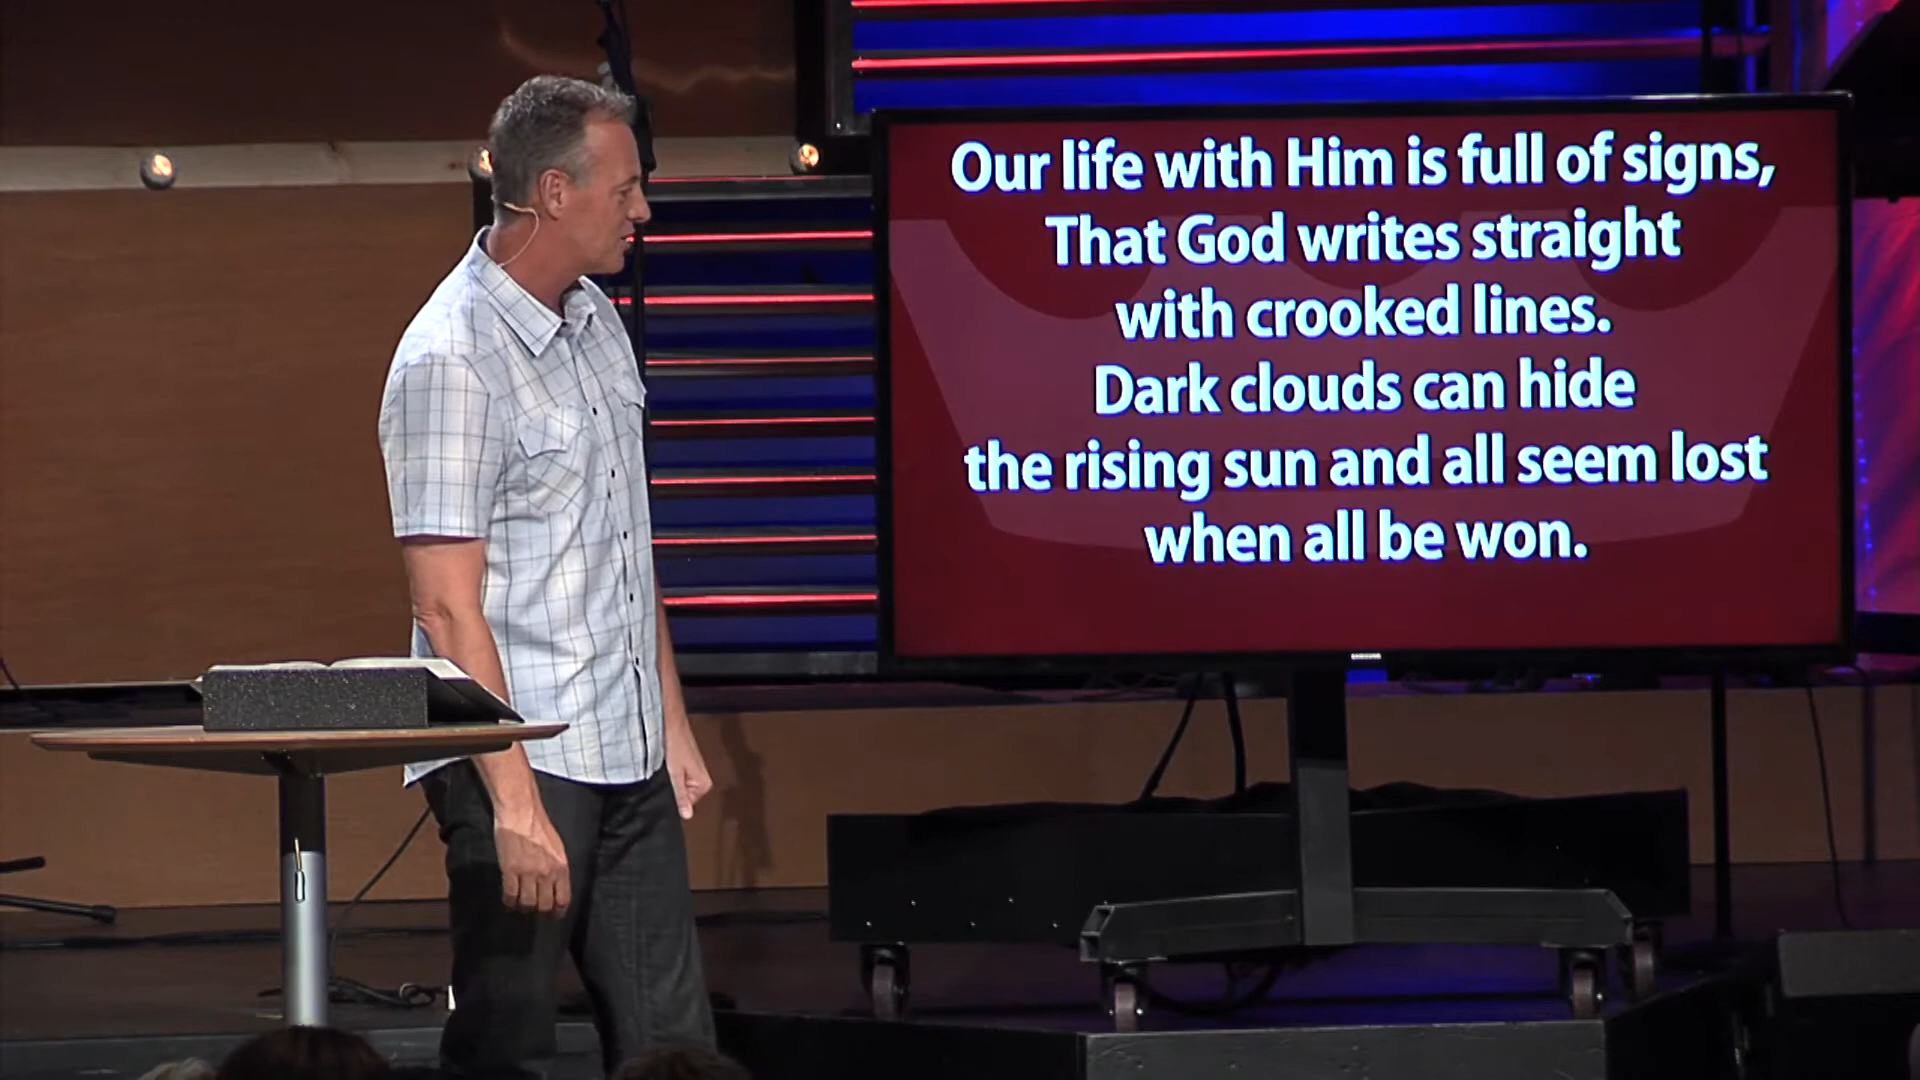 Our life with Him is full of signs,
That God writes straight
with crooked lines.
Dark clouds can hide
the rising sun and all seem lost
when all be won.
SAMSUNG